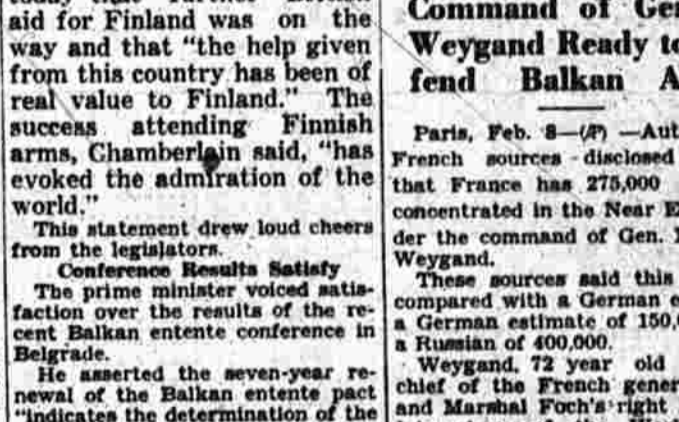 aid for Finland was on the
way and that "the help given
from this country has been of
real value to Finland." The
success attending Finnish
arms, Chamberlain said, "has
evoked the admiration of the
world."
This statement drew loud cheers
from the legislators.
Conference Results Satisfy
The prime minister voiced satis-
faction over the results of the re-
cent Balkan entente conference in
Belgrade.
He asserted the seven-year re-
newal of the Balkan entente pact
"indicates the determination of the
Command of Ge
Weygand Ready t
fend Balkan A
Paris, Feb. 8—(AP) —Aut
French sources disclosed
that France has 275,000
concentrated in the Near E
der the command of Gen.
Weygand.
These sources said this
compared with a German e
a German estimate of 150,
a Russian of 400,000.
Weygand, 72 year old
chief of the French gener
and Marshal Foch's right